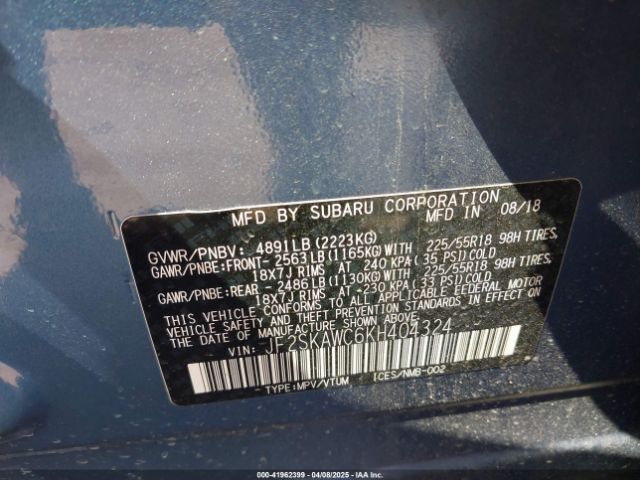 MFD BY SUBARU CORPORATION
MFD IN 08/18
GVWR/PNBV: 4891LB(2223KG)
GAWR/PNBE:FRONT-2563LB(1165KG)WITH 225/55R18 98H TIRES,
18X7J RIMS AT 240 KPA(35 PSI)COLD
GAWR/PNBE:REAR -2486LB(1130KG)WITH 225/55R18 98H TIRES,
18X7J RIMS AT 230 KPA(33 PSI)COLD
THIS VEHICLE CONFORMS TO ALL APPLICABLE FEDERAL MOTOR
VEHICLE SAFETY AND THEFT PREVENTION STANDARDS IN EFFECT ON
THE DATE OF MANUFACTURE SHOWN ABOVE.
VIN: JF2SKAWC6KH404324
TYPE:MPV/VTUM ICES/NMB-002
000-41962399 - 04/08/2025 - IAA Inc.